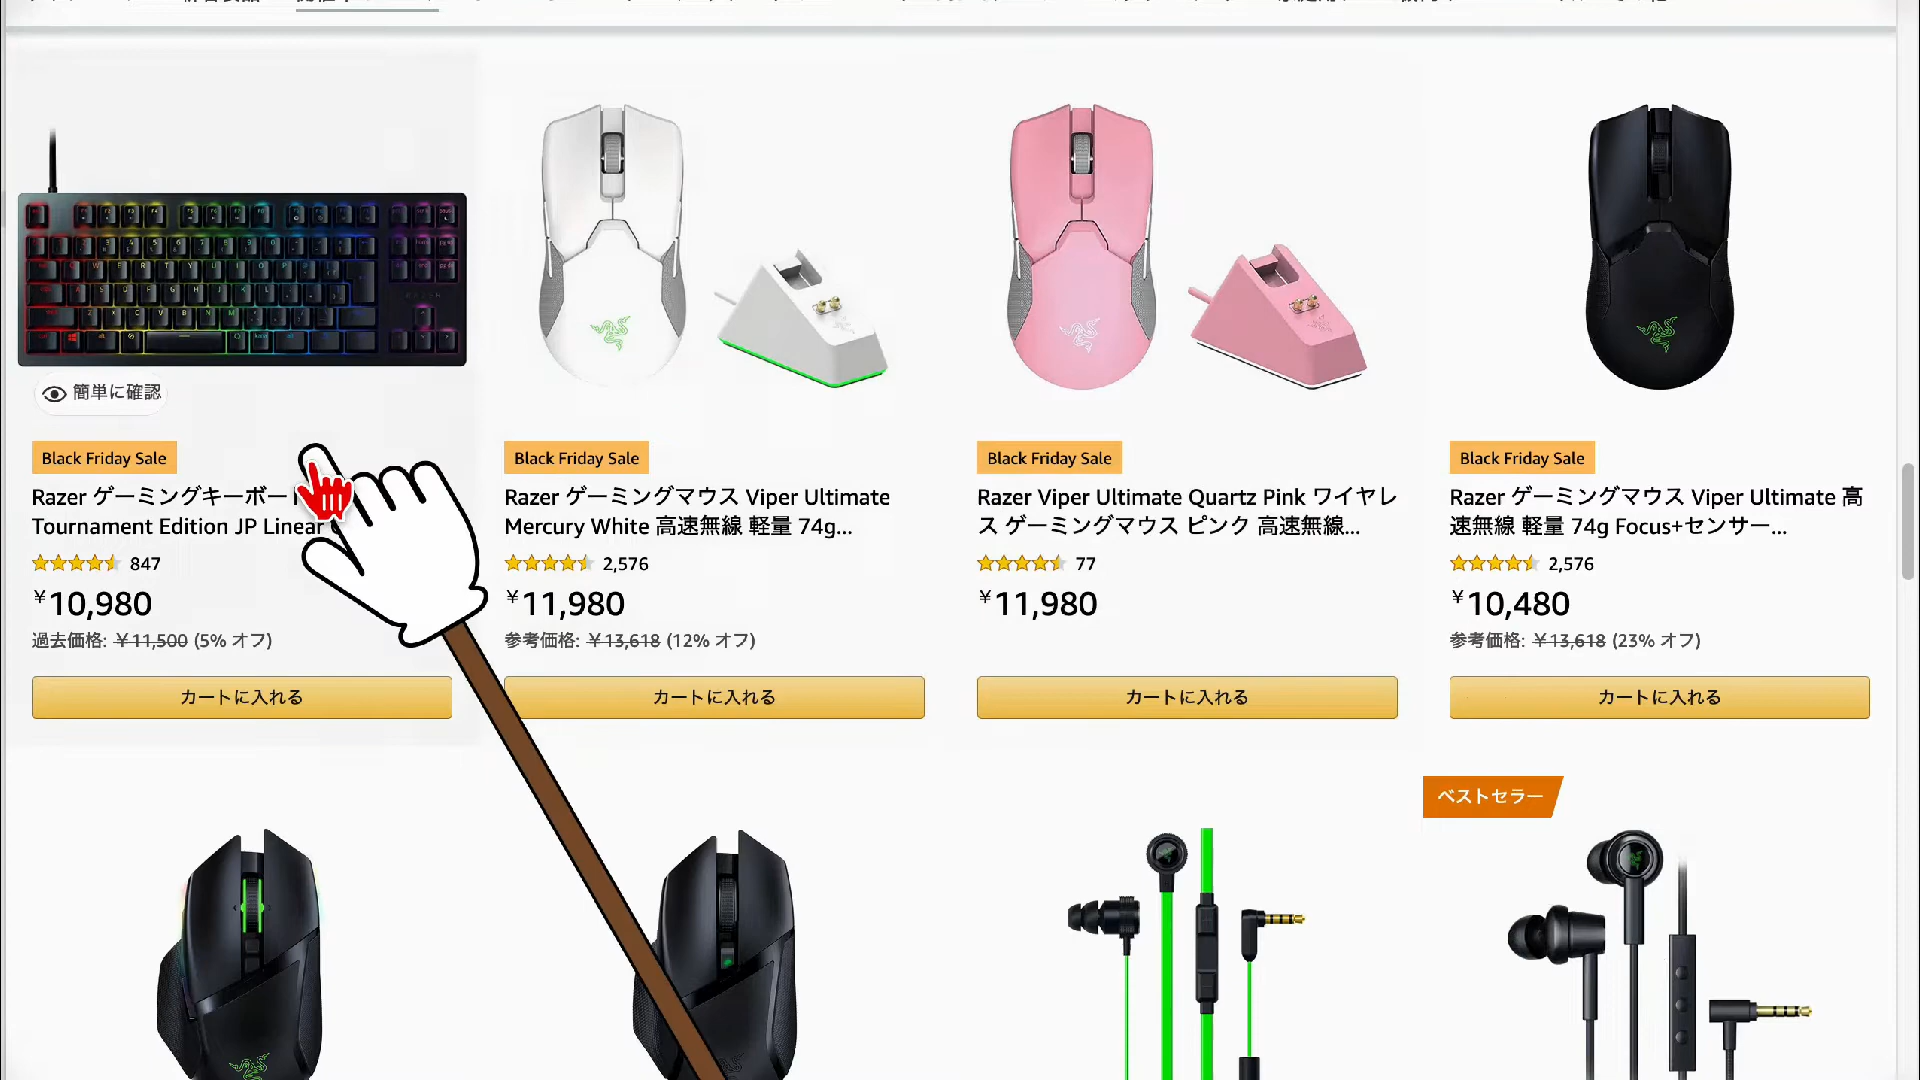 簡単に確認
Black Friday Sale
Razer ゲーミングキーボー
Tournament Edition JP Linear
847
¥10,980
過去価格: ¥11,500 (5% オフ)
カートに入れる
Black Friday Sale
Razer ゲーミングマウス Viper Ultimate
Mercury White 高速無線 軽量 74g...
2,576
¥11,980
参考価格: ¥13,618 (12% オフ)
カートに入れる
Black Friday Sale
Razer Viper Ultimate Quartz Pink ワイヤレ
ス ゲーミングマウス ピンク 高速無線...
77
¥11,980
カートに入れる
Black Friday Sale
Razer ゲーミングマウス Viper Ultimate 高
速無線 軽量 74g Focus+センサー...
2,576
¥10,480
参考価格: ¥13,618 (23% オフ)
カートに入れる
ベストセラー